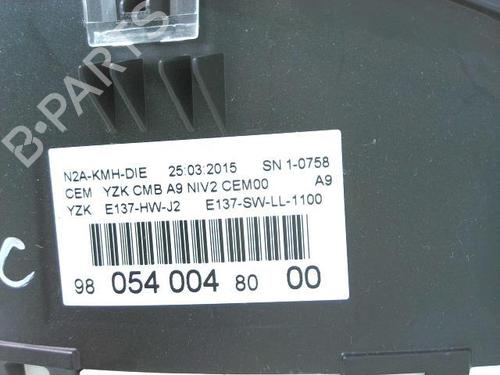 B-PARTS
N2A-KMH-DIE 25:03:2015 SN 1-0758
CEM YZK CMB A9 NIV2 CEM00 A9
YZK E137-HW-J2 E137-SW-LL-1100
98 054 004 80 00
C